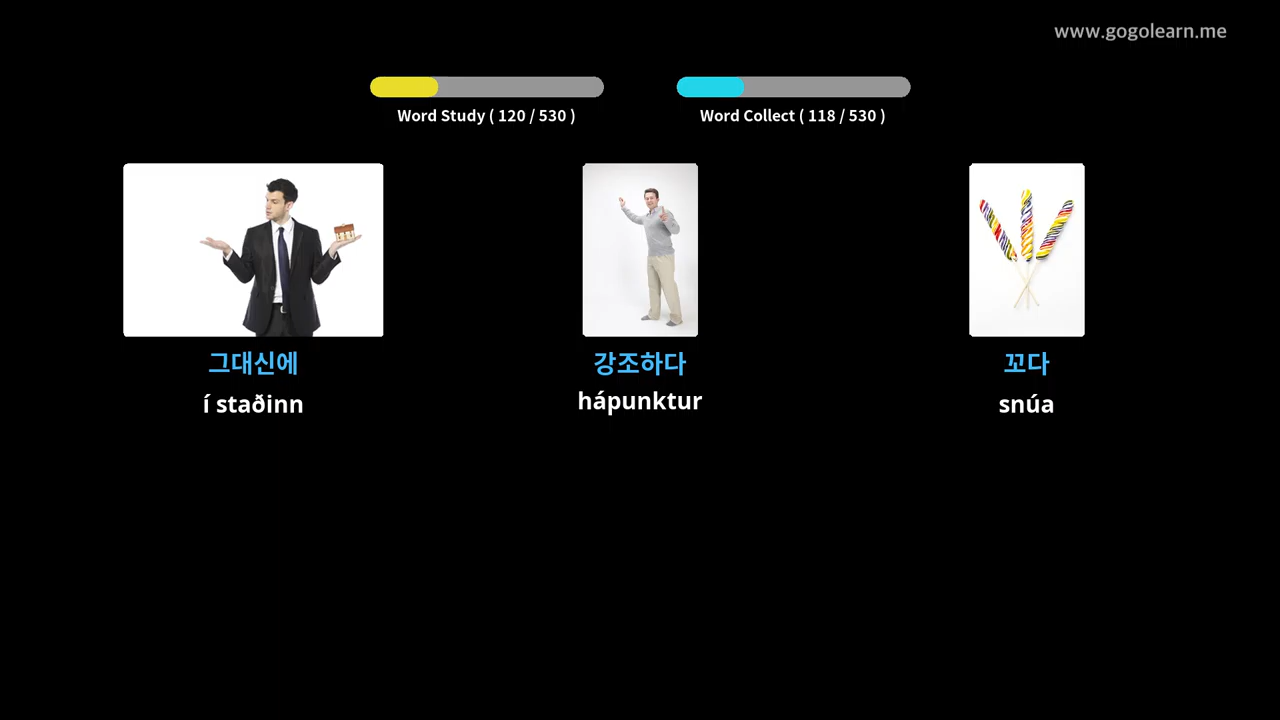 www.gogolearn.me
Word Study ( 120 / 530 )
Word Collect ( 118 / 530 )
그대신에
í staðinn
강조하다
hápunktur
꼬다
snúa